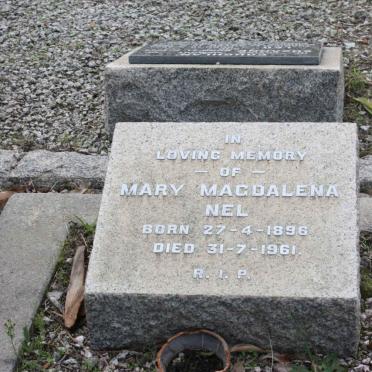 IN
LOVING MEMORY
— OF —
MARY MAGDALENA
NEL
BORN 27-4-1896
DIED 31-7-1961.
R.I.P.